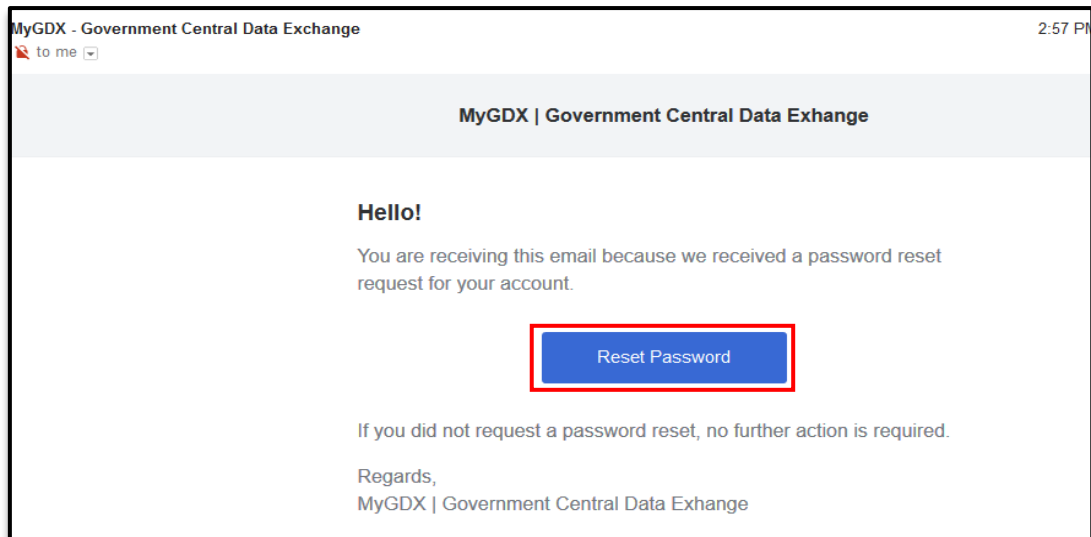 MyGDX - Government Central Data Exchange
2:57 PM
to me
MyGDX | Government Central Data Exhange
Hello!
You are receiving this email because we received a password reset
request for your account.
Reset Password
If you did not request a password reset, no further action is required.
Regards,
MyGDX | Government Central Data Exhange